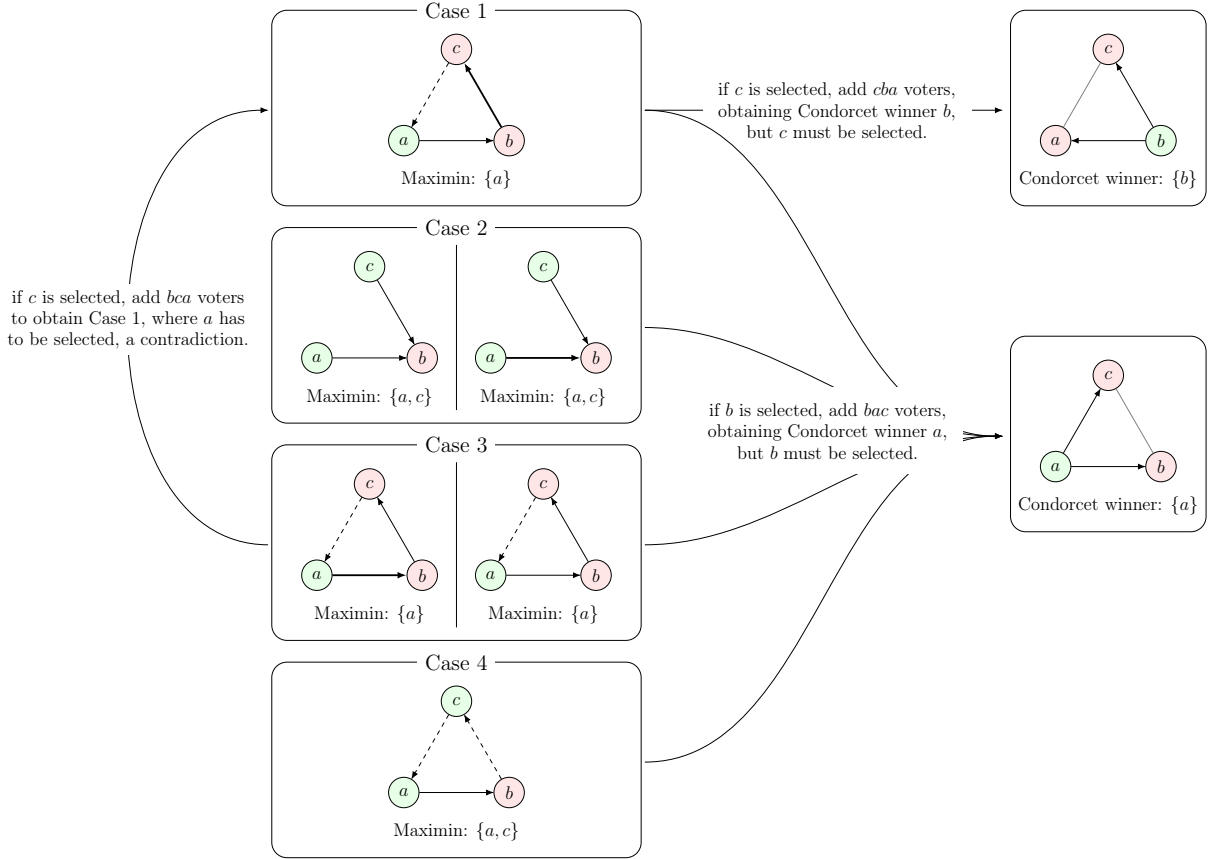 Case 1
c
a
b
Maximin: {a}
if c is selected, add cba voters,
obtaining Condorcet winner b,
but c must be selected.
c
a
b
Condorcet winner: {b}
Case 2
c
a
b
Maximin: {a, c}
c
a
b
Maximin: {a, c}
if c is selected, add bca voters
to obtain Case 1, where a has
to be selected, a contradiction.
if b is selected, add bac voters,
obtaining Condorcet winner a,
but b must be selected.
c
a
b
Condorcet winner: {a}
Case 3
c
a
b
Maximin: {a}
c
a
b
Maximin: {a}
Case 4
c
a
b
Maximin: {a, c}